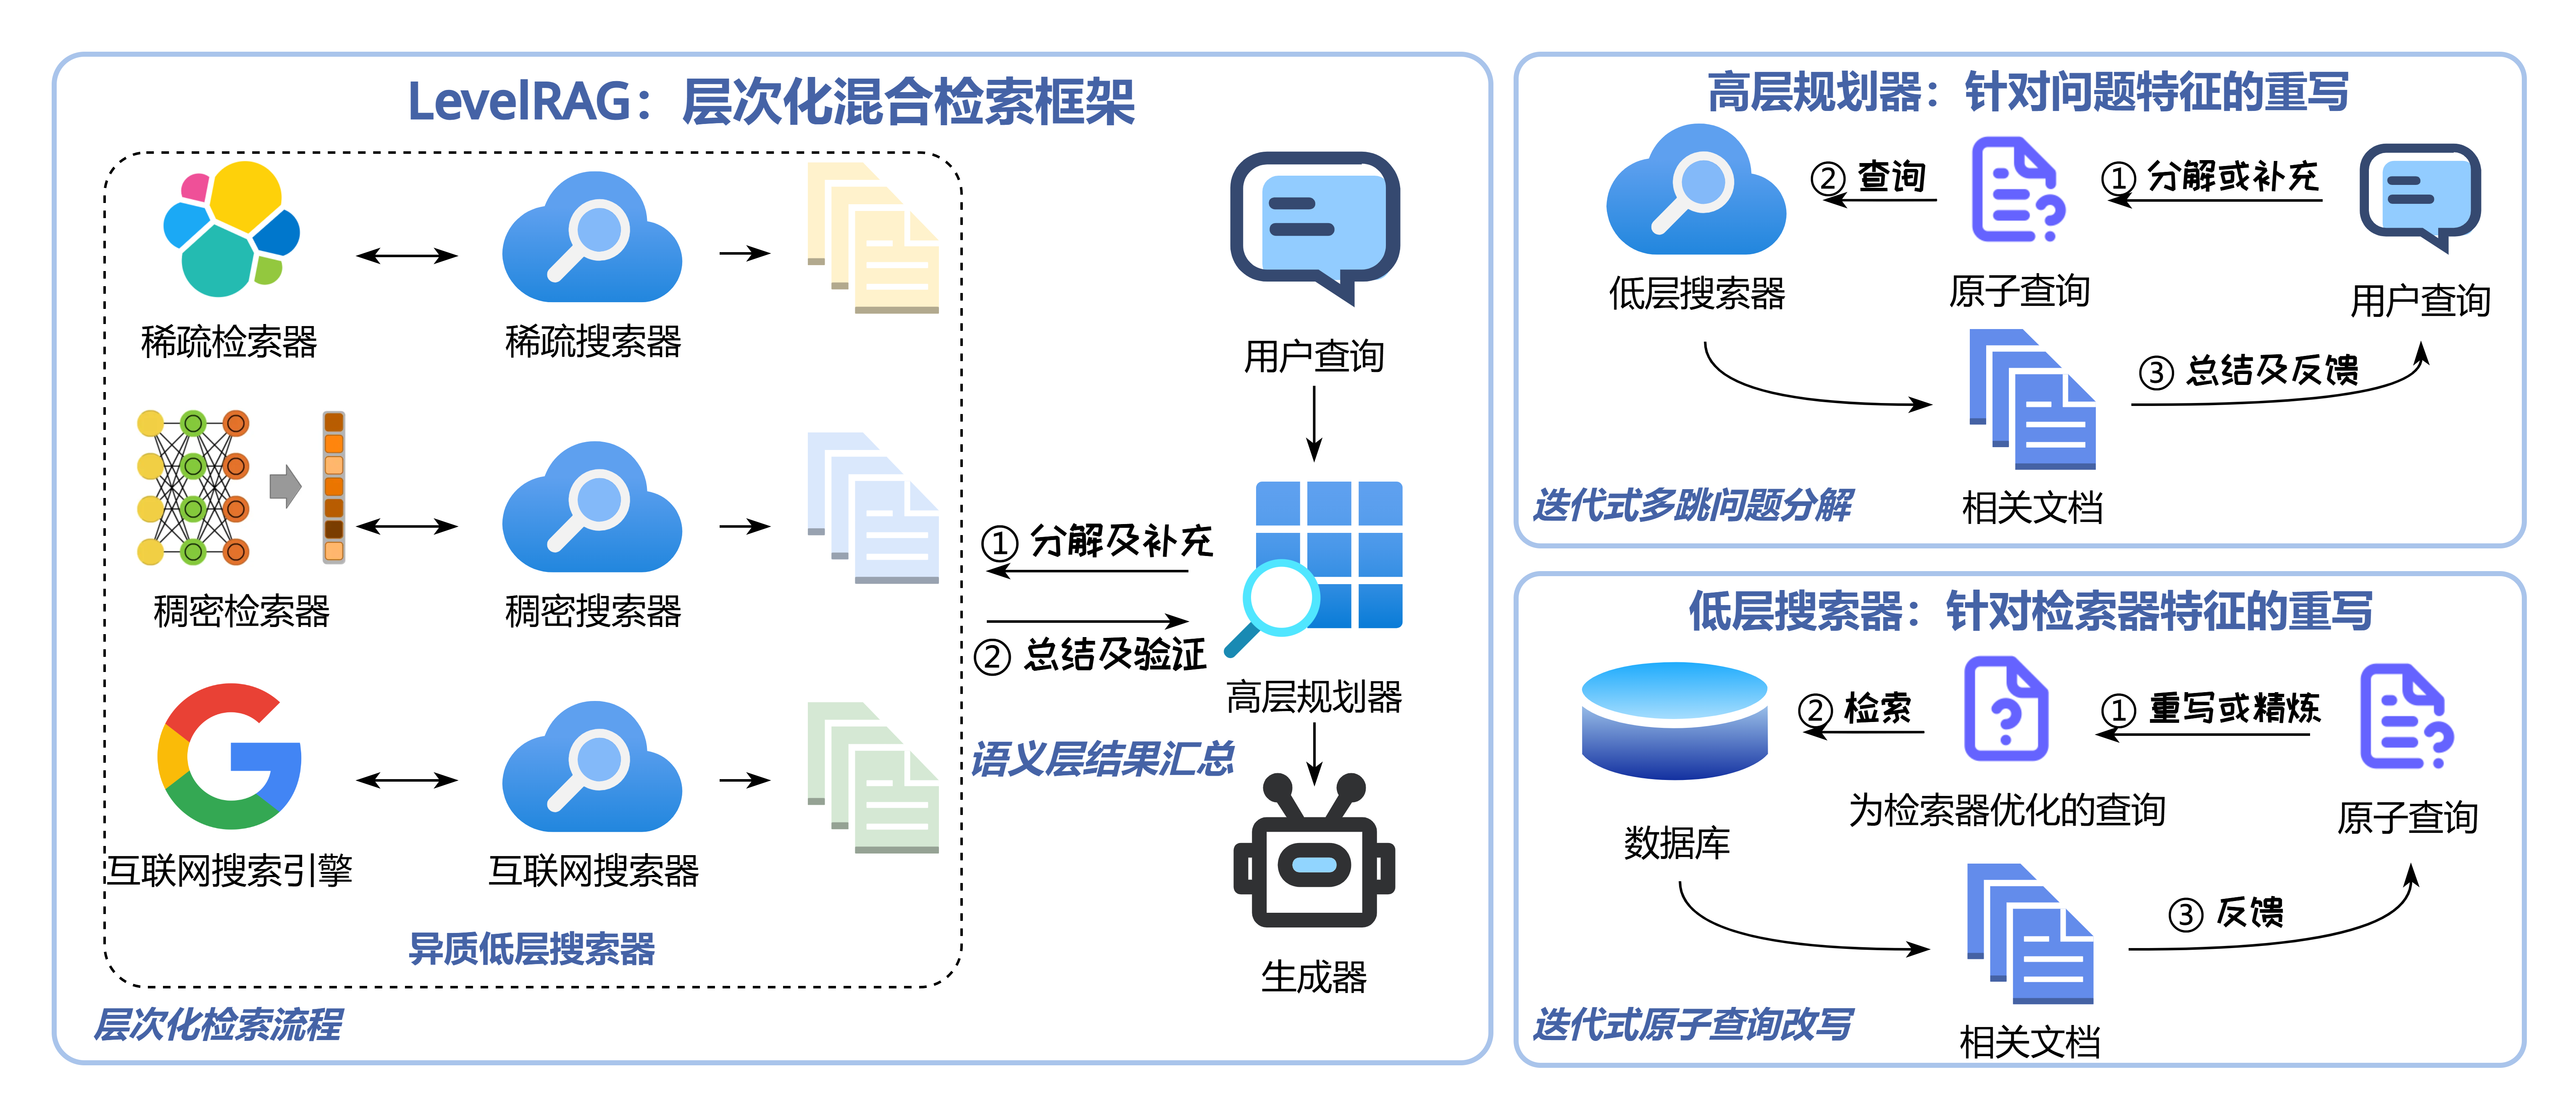 LevelRAG：层次化混合检索框架
稀疏检索器
稀疏搜索器
稠密检索器
稠密搜索器
互联网搜索引擎
互联网搜索器
异质低层搜索器
层次化检索流程
① 分解及补充
② 总结及验证
语义层结果汇总
用户查询
高层规划器
生成器
高层规划器：针对问题特征的重写
② 查询
① 分解或补充
低层搜索器
原子查询
用户查询
③ 总结及反馈
相关文档
迭代式多跳问题分解
低层搜索器：针对检索器特征的重写
② 检索
① 重写或精炼
数据库
为检索器优化的查询
原子查询
③ 反馈
相关文档
迭代式原子查询改写